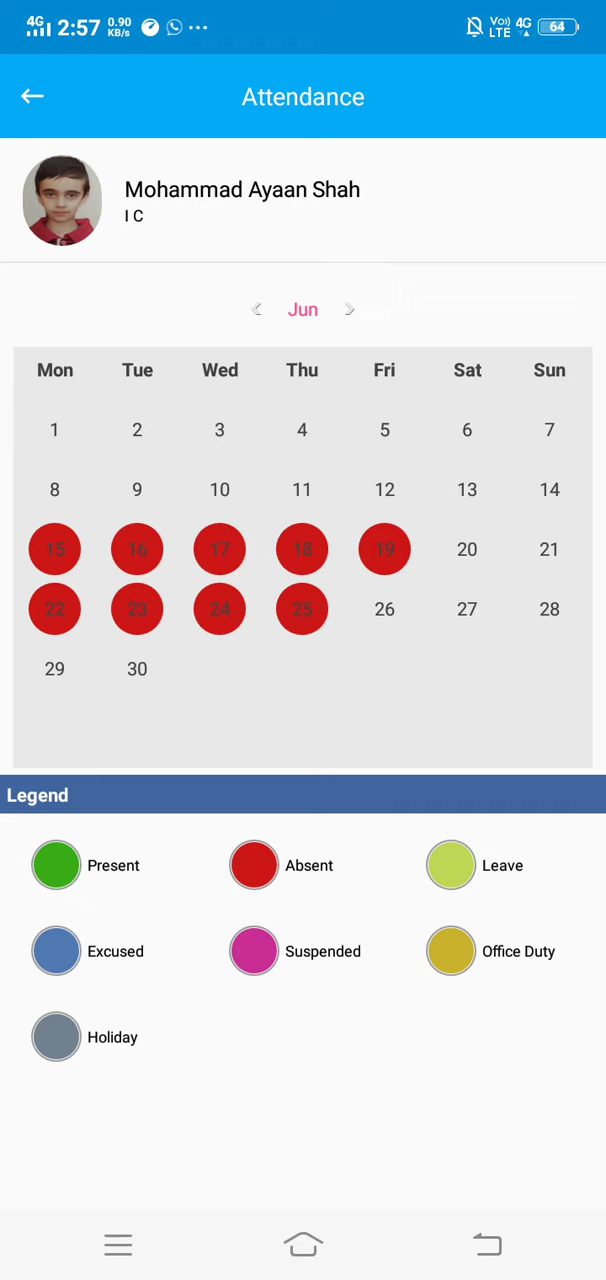 4G 2:57 0.90 KB/s ··· Vo)) LTE 4G 64
Attendance
Mohammad Ayaan Shah
I C
Jun
Mon Tue Wed Thu Fri Sat Sun
1 2 3 4 5 6 7
8 9 10 11 12 13 14
15 16 17 18 19 20 21
22 23 24 25 26 27 28
29 30
Legend
Present Absent Leave
Excused Suspended Office Duty
Holiday